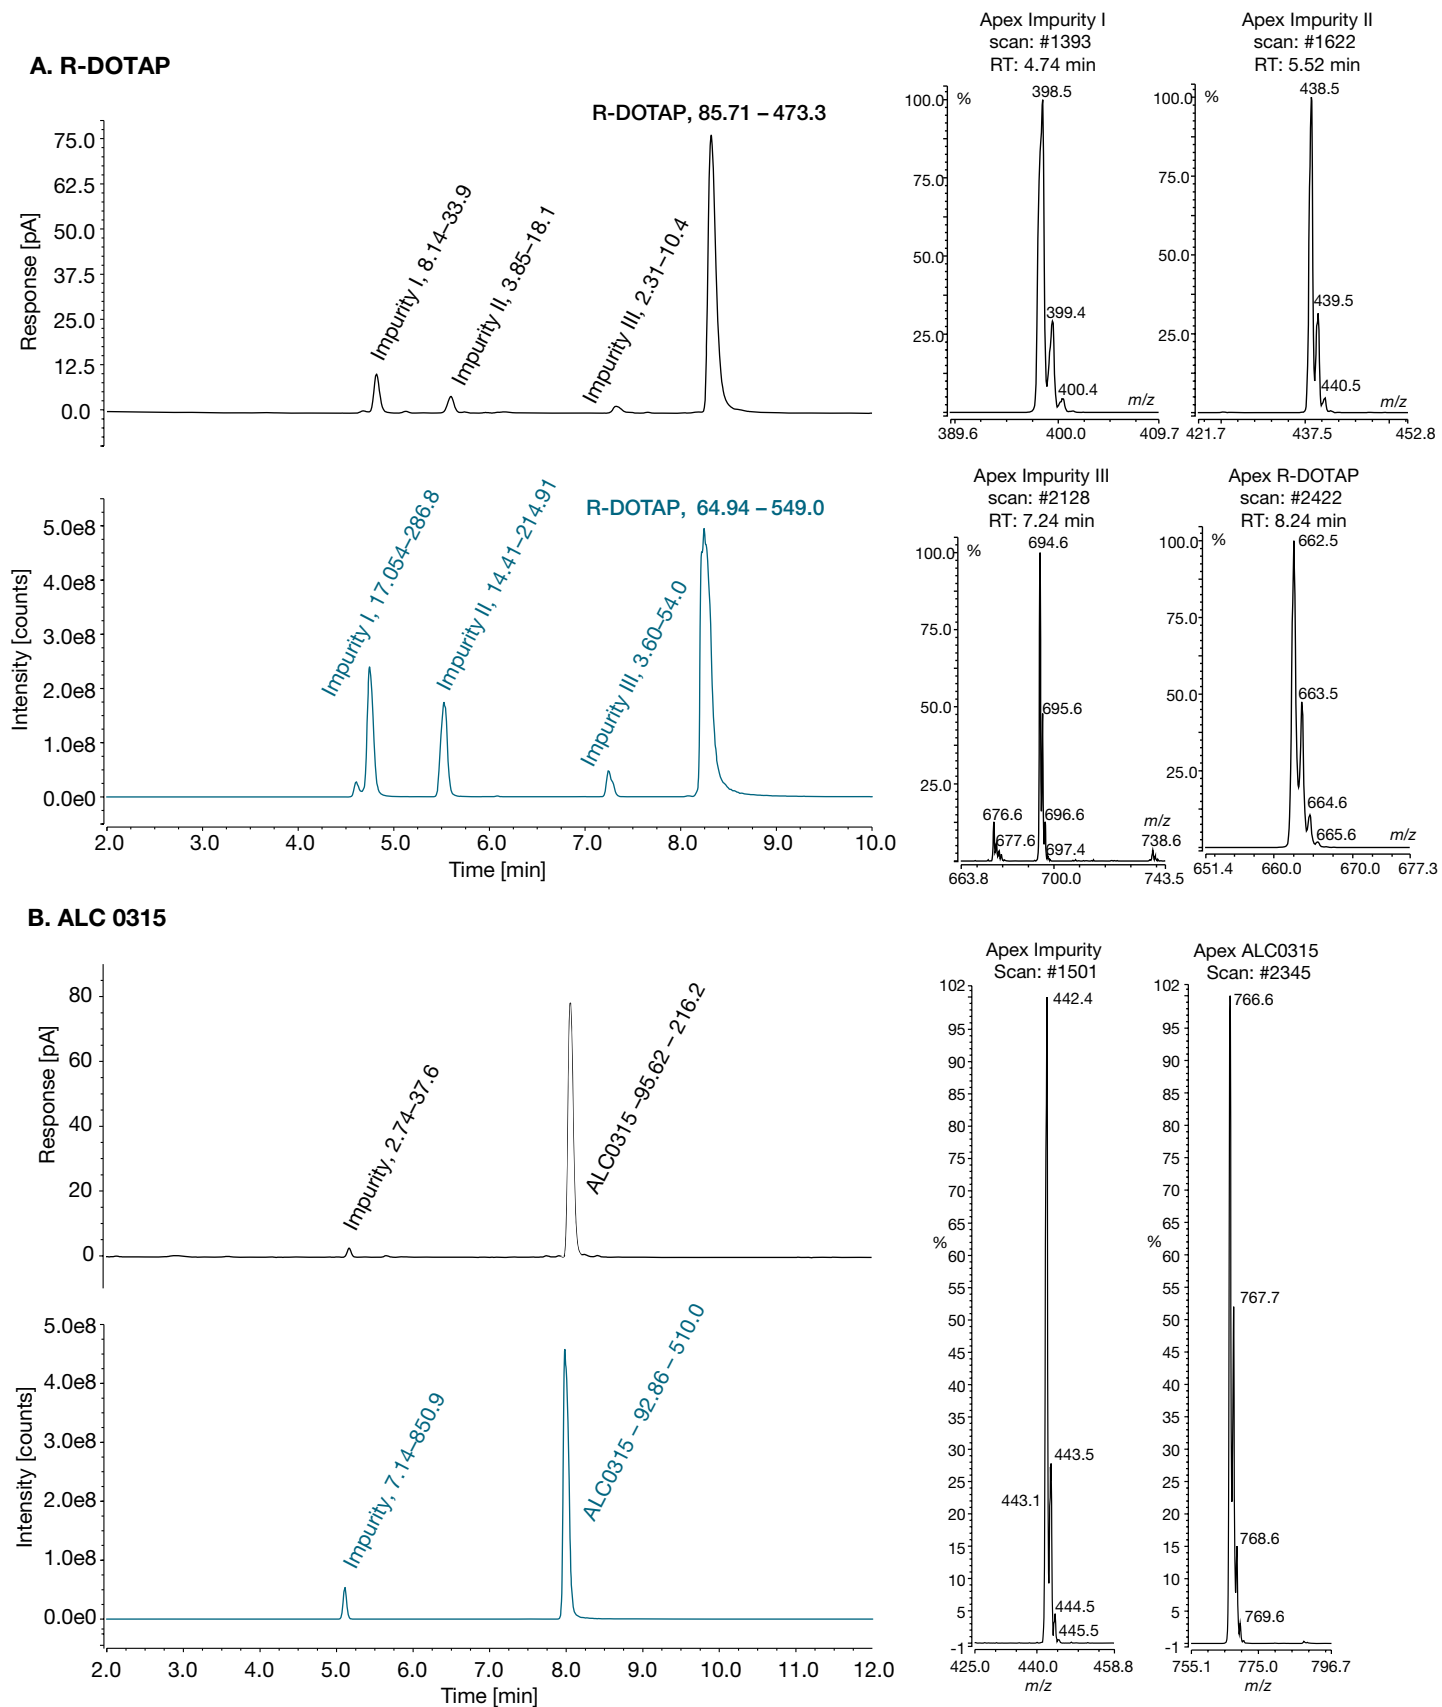 A. R-DOTAP
R-DOTAP, 85.71 – 473.3
Response [pA]
75.0
62.5
50.0
37.5
25.0
12.5
0.0
Impurity I, 8.14–33.9
Impurity II, 3.85–18.1
Impurity III, 2.31–10.4
R-DOTAP, 64.94 – 549.0
Intensity [counts]
5.0e8
4.0e8
3.0e8
2.0e8
1.0e8
0.0e0
Impurity I, 17.054–286.8
Impurity II, 14.41–214.91
Impurity III, 3.60–54.0
2.0 3.0 4.0 5.0 6.0 7.0 8.0 9.0 10.0
Time [min]
Apex Impurity I
scan: #1393
RT: 4.74 min
100.0 %
75.0
50.0
25.0
398.5
399.4
400.4
m/z
389.6 400.0 409.7
Apex Impurity II
scan: #1622
RT: 5.52 min
100.0 %
75.0
50.0
25.0
438.5
439.5
440.5
m/z
421.7 437.5 452.8
Apex Impurity III
scan: #2128
RT: 7.24 min
100.0 %
75.0
50.0
25.0
694.6
695.6
676.6
677.6
696.6
697.4
m/z
738.6
663.8 700.0 743.5
Apex R-DOTAP
scan: #2422
RT: 8.24 min
100.0 %
75.0
50.0
25.0
662.5
663.5
664.6
665.6
m/z
651.4 660.0 670.0 677.3
B. ALC 0315
Response [pA]
80
60
40
20
0
Impurity, 2.74–37.6
ALC0315 –95.62 – 216.2
Intensity [counts]
5.0e8
4.0e8
3.0e8
2.0e8
1.0e8
0.0e0
Impurity, 7.14–850.9
ALC0315 – 92.86 – 510.0
2.0 3.0 4.0 5.0 6.0 7.0 8.0 9.0 10.0 11.0 12.0
Time [min]
Apex Impurity
Scan: #1501
102
95
90
85
80
75
70
65
%
60
55
50
45
40
35
30
25
20
15
10
5
-1
442.4
443.5
443.1
444.5
445.5
425.0 440.0 458.8
m/z
Apex ALC0315
Scan: #2345
102
95
90
85
80
75
70
65
%
60
55
50
45
40
35
30
25
20
15
10
5
-1
766.6
767.7
768.6
769.6
755.1 775.0 796.7
m/z